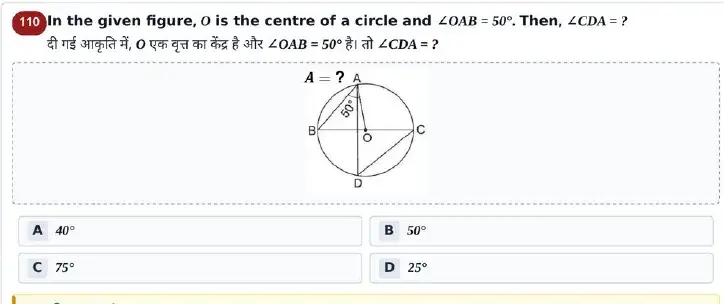 110 In the given figure, O is the centre of a circle and ∠OAB = 50°. Then, ∠CDA = ?
दी गई आकृति में, O एक वृत्त का केंद्र है और ∠OAB = 50° है। तो ∠CDA = ?
A = ? A
50°
B O C
D
A 40° B 50°
C 75° D 25°